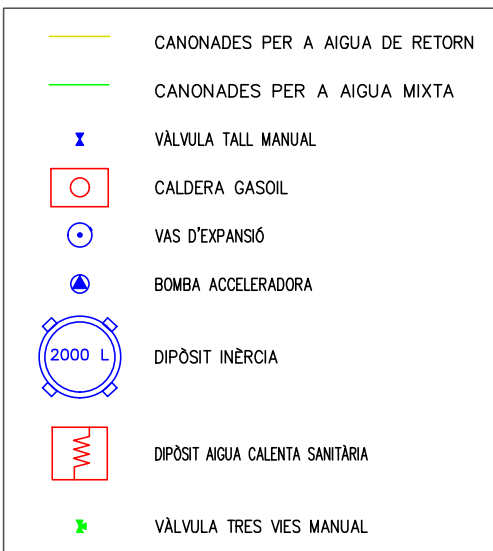 CANONADES PER A AIGUA DE RETORN
CANONADES PER A AIGUA MIXTA
VÀLVULA TALL MANUAL
CALDERA GASOIL
VAS D'EXPANSIÓ
BOMBA ACCELERADORA
2000 L
DIPÒSIT INÈRCIA
DIPÒSIT AIGUA CALENTA SANITÀRIA
VÀLVULA TRES VIES MANUAL